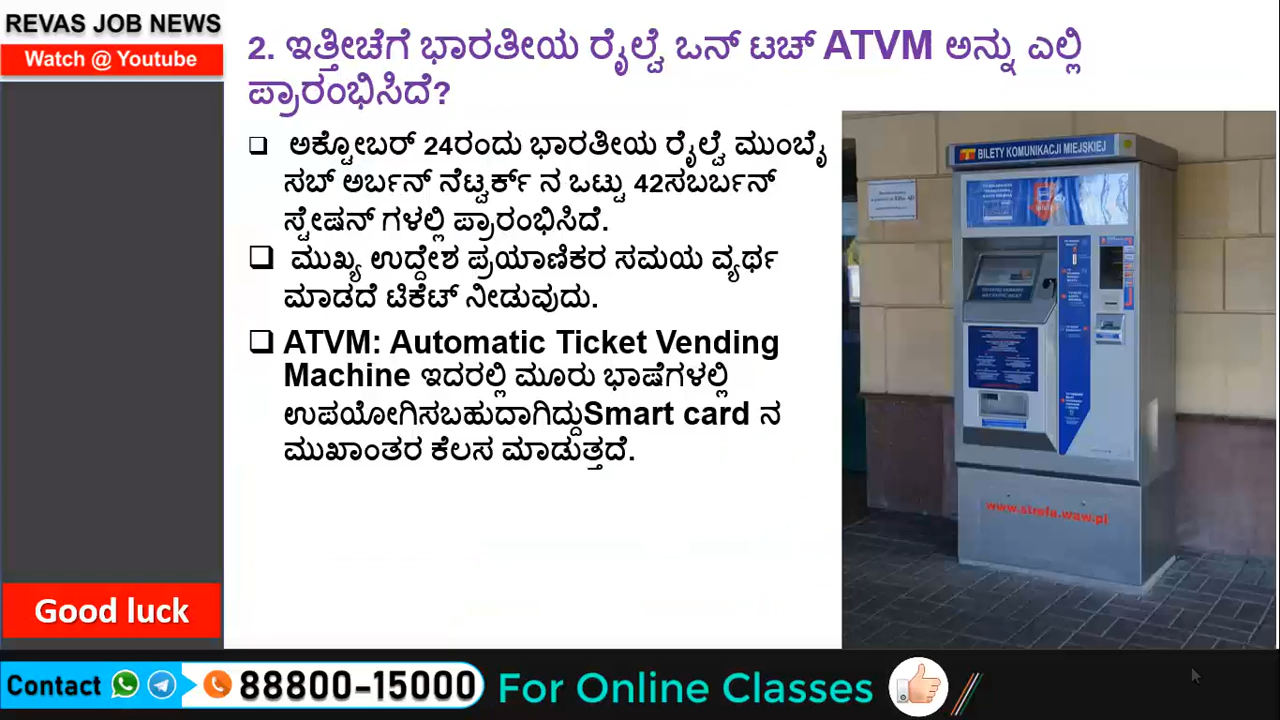 REVAS JOB NEWS
Watch @ Youtube
2. ಇತ್ತೀಚೆಗೆ ಭಾರತೀಯ ರೈಲ್ವೆ ಒನ್ ಟಚ್ ATVM ಅನ್ನು ಎಲ್ಲಿ
ಪ್ರಾರಂಭಿಸಿದೆ?
ಅಕ್ಟೋಬರ್ 24ರಂದು ಭಾರತೀಯ ರೈಲ್ವೆ ಮುಂಬೈ
ಸಬ್ ಅರ್ಬನ್ ನೆಟ್ವರ್ಕ್ ನ ಒಟ್ಟು 42ಸಬರ್ಬನ್
ಸ್ಟೇಷನ್ ಗಳಲ್ಲಿ ಪ್ರಾರಂಭಿಸಿದೆ.
ಮುಖ್ಯ ಉದ್ದೇಶ ಪ್ರಯಾಣಿಕರ ಸಮಯ ವ್ಯರ್ಥ
ಮಾಡದೆ ಟಿಕೆಟ್ ನೀಡುವುದು.
ATVM: Automatic Ticket Vending
Machine ಇದರಲ್ಲಿ ಮೂರು ಭಾಷೆಗಳಲ್ಲಿ
ಉಪಯೋಗಿಸಬಹುದಾಗಿದ್ದುSmart card ನ
ಮುಖಾಂತರ ಕೆಲಸ ಮಾಡುತ್ತದೆ.
BILETY KOMUNIKACJI MIEJSKIEJ
www.strefa.waw.pl
Good luck
Contact 88800-15000 For Online Classes